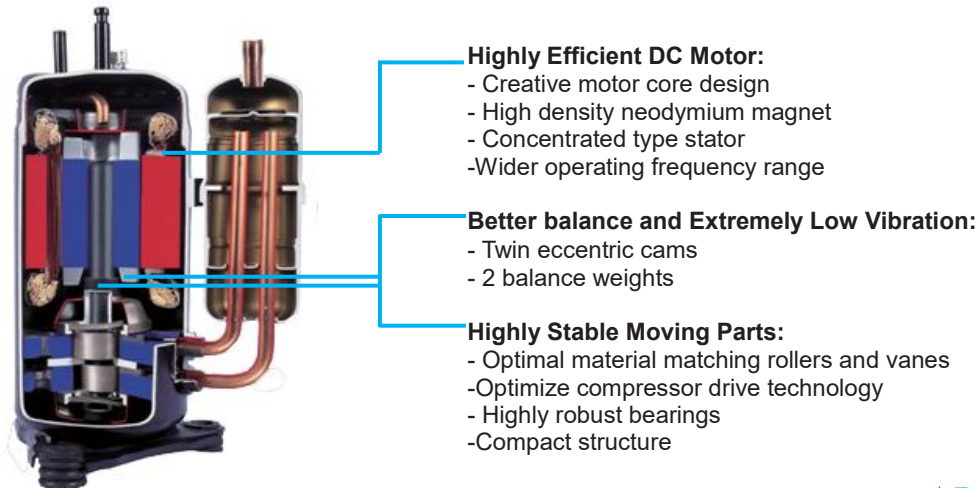 Highly Efficient DC Motor:
- Creative motor core design
- High density neodymium magnet
- Concentrated type stator
-Wider operating frequency range
Better balance and Extremely Low Vibration:
- Twin eccentric cams
- 2 balance weights
Highly Stable Moving Parts:
- Optimal material matching rollers and vanes
-Optimize compressor drive technology
- Highly robust bearings
-Compact structure